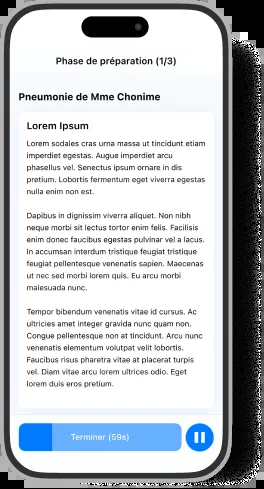 Phase de préparation (1/3)
Pneumonie de Mme Chonime
Lorem Ipsum
Lorem sodales cras urna massa ut tincidunt etiam
imperdiet egestas. Augue imperdiet arcu
phasellus vel. Senectus ipsum ornare in dis
pretium. Lobortis fermentum eget viverra egestas
nulla enim non est.
Dapibus in dignissim viverra aliquet. Non nibh
neque morbi sit lectus tortor enim felis. Facilisis
enim donec faucibus egestas pulvinar vel a lacus.
In accumsan interdum tristique feugiat tristique
feugiat pellentesque venenatis sapien. Maecenas
ut nec sed morbi lorem quis. Eu arcu morbi
malesuada nunc.
Tempor bibendum venenatis vitae id cursus. Ac
ultricies amet integer gravida nunc quam non.
Congue pellentesque non at tincidunt. Arcu nunc
venenatis elementum volutpat velit lobortis.
Faucibus risus pharetra vitae at placerat turpis
vel. Diam vitae arcu lorem ultrices odio. Eget
lorem duis eros pretium.
Terminer (59s)